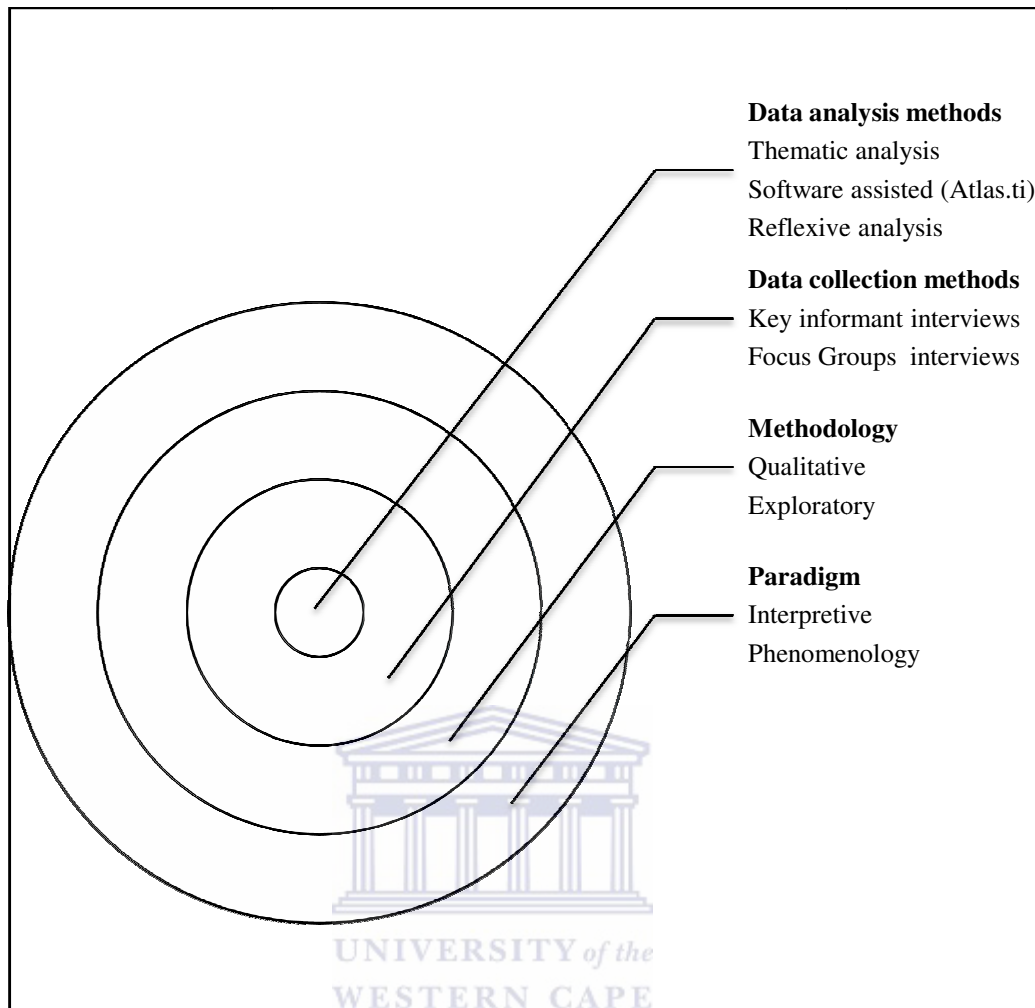 Data analysis methods
Thematic analysis
Software assisted (Atlas.ti)
Reflexive analysis
Data collection methods
Key informant interviews
Focus Groups  interviews
Methodology
Qualitative
Exploratory
Paradigm
Interpretive
Phenomenology
UNIVERSITY of the
WESTERN CAPE